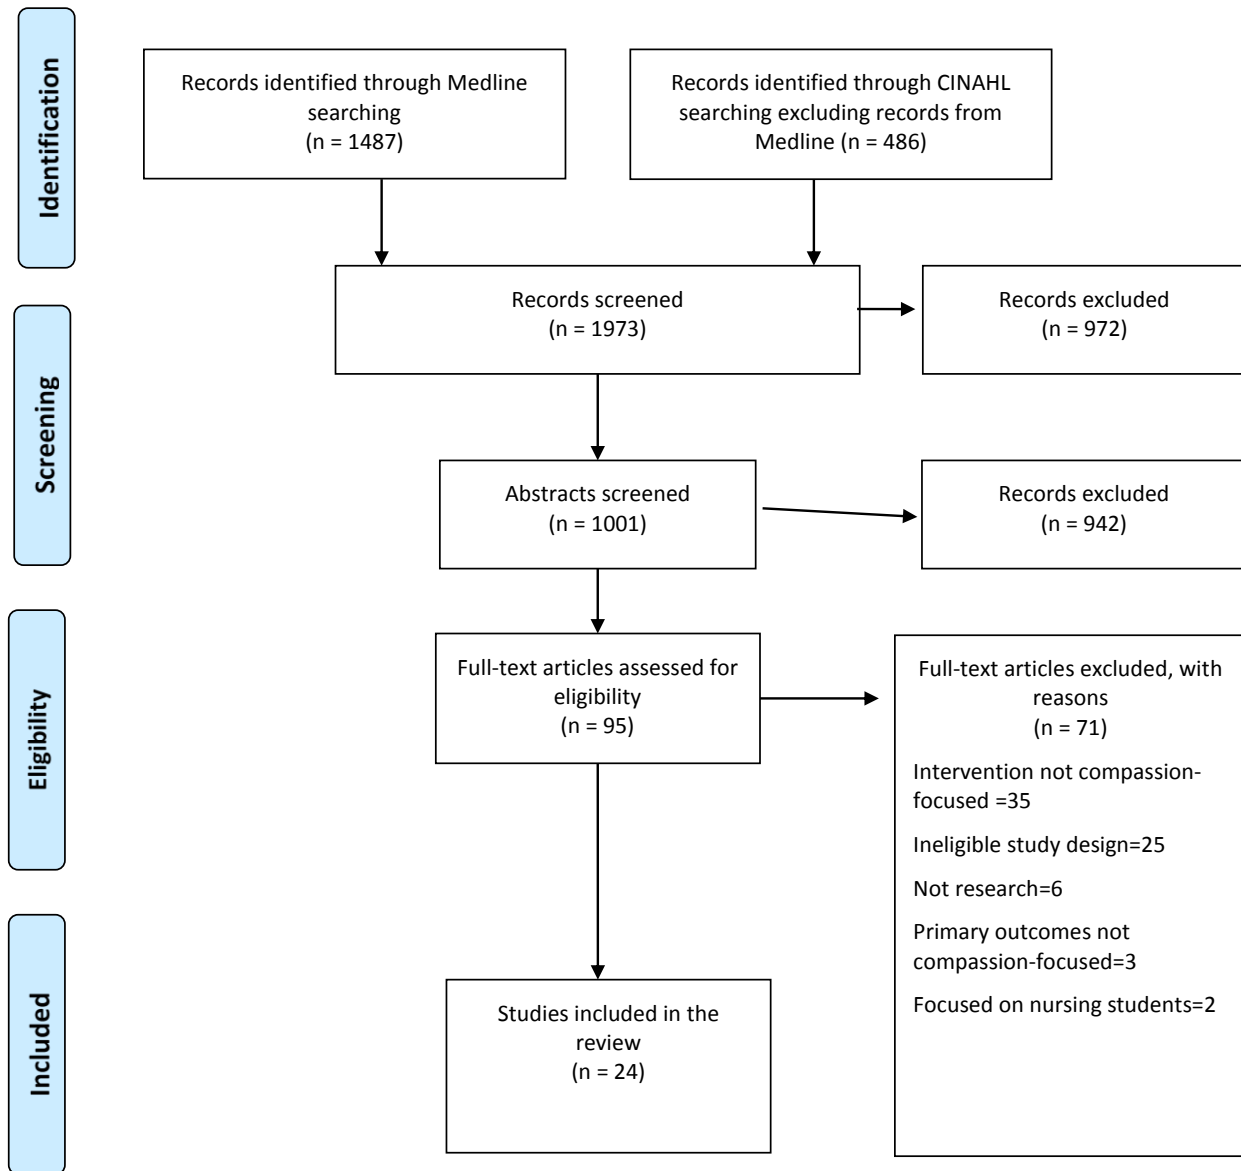 Identification
Records identified through Medline
searching
(n = 1487)
Records identified through CINAHL
searching excluding records from
Medline (n = 486)
Screening
Records screened
(n = 1973)
Records excluded
(n = 972)
Abstracts screened
(n = 1001)
Records excluded
(n = 942)
Eligibility
Full-text articles assessed for
eligibility
(n = 95)
Full-text articles excluded, with
reasons
(n = 71)
Intervention not compassion-
focused =35
Ineligible study design=25
Not research=6
Primary outcomes not
compassion-focused=3
Focused on nursing students=2
Included
Studies included in the
review
(n = 24)